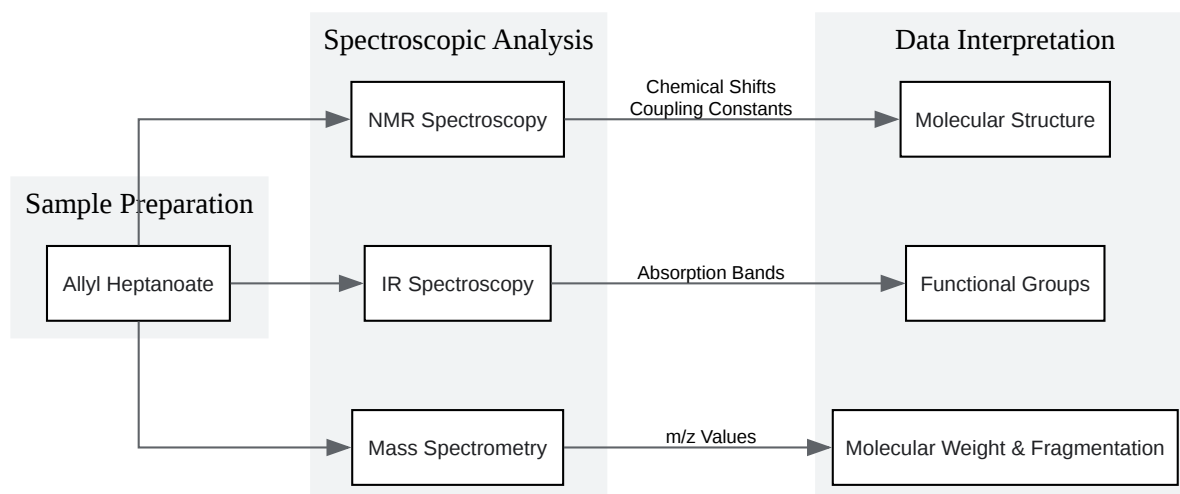 Spectroscopic Analysis
Data Interpretation
Chemical Shifts
Coupling Constants
NMR Spectroscopy
Molecular Structure
Sample Preparation
Allyl Heptanoate
IR Spectroscopy
Absorption Bands
Functional Groups
Mass Spectrometry
m/z Values
Molecular Weight & Fragmentation